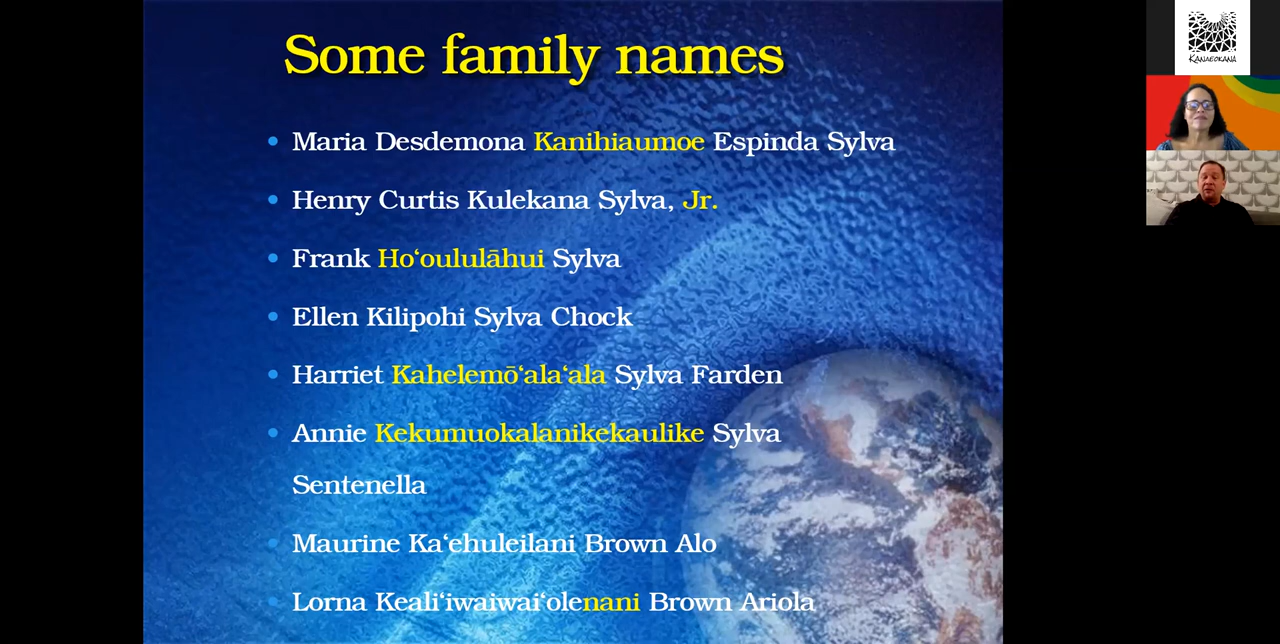 Some family names
KANAEOKANA
• Maria Desdemona Kanihiaumoe Espinda Sylva
• Henry Curtis Kulekana Sylva, Jr.
• Frank Hoʻoululāhui Sylva
• Ellen Kilipohi Sylva Chock
• Harriet Kahelemōʻalaʻala Sylva Farden
• Annie Kekumuokalanikekaulike Sylva
Sentenella
• Maurine Kaʻehuleilani Brown Alo
• Lorna Kealiʻiwaiwaiʻolenani Brown Ariola